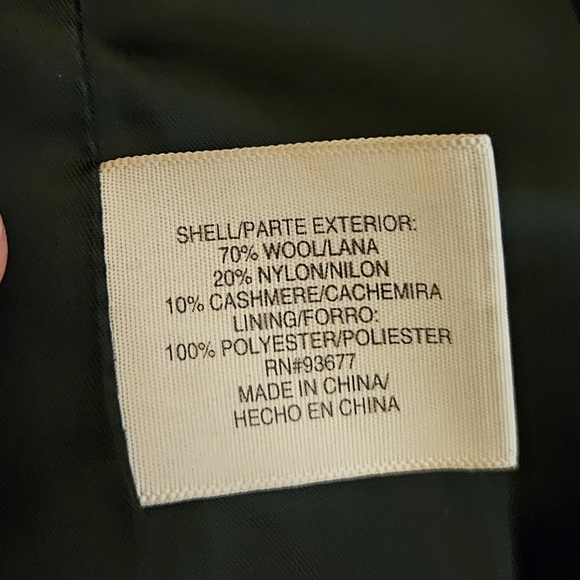 SHELL/PARTE EXTERIOR:
70% WOOL/LANA
20% NYLON/NILON
10% CASHMERE/CACHEMIRA
LINING/FORRO:
100% POLYESTER/POLIESTER
RN#93677
MADE IN CHINA/
HECHO EN CHINA